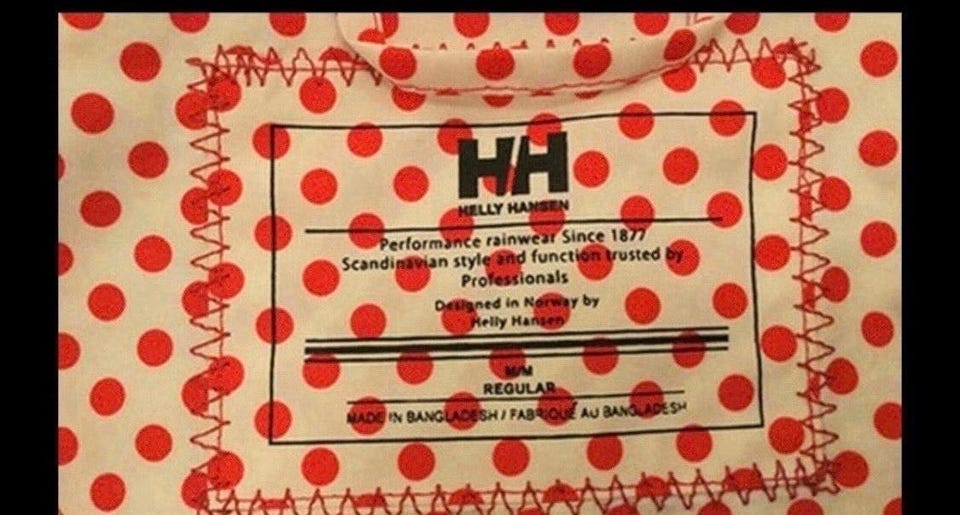 HH
HELLY HANSEN
Performance rainwear Since 1877
Scandinavian style and function trusted by
Professionals
Designed in Norway by
Helly Hansen
M/M
REGULAR
MADE IN BANGLADESH / FABRIQUÉ AU BANGLADESH